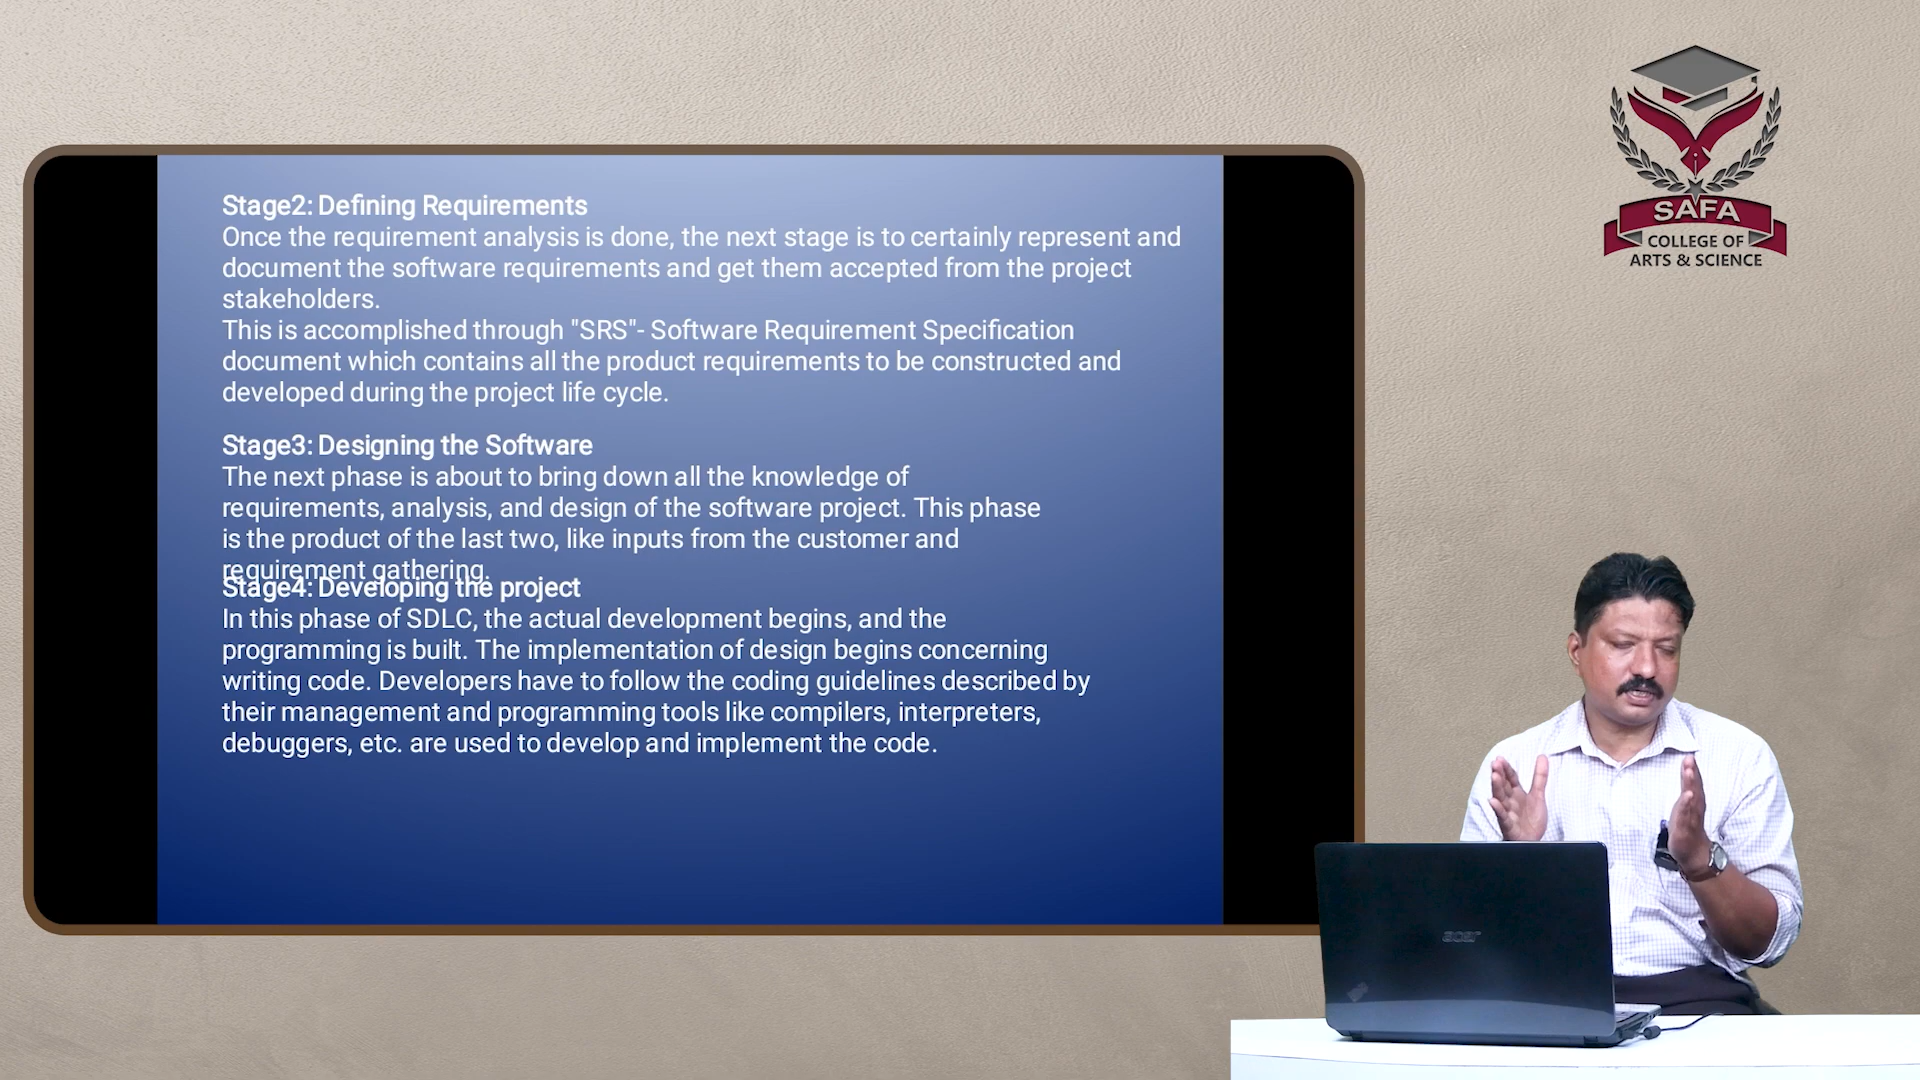 Stage2: Defining Requirements
Once the requirement analysis is done, the next stage is to certainly represent and
document the software requirements and get them accepted from the project
stakeholders.
This is accomplished through "SRS"- Software Requirement Specification
document which contains all the product requirements to be constructed and
developed during the project life cycle.
Stage3: Designing the Software
The next phase is about to bring down all the knowledge of
requirements, analysis, and design of the software project. This phase
is the product of the last two, like inputs from the customer and
requirement gathering.
Stage4: Developing the project
In this phase of SDLC, the actual development begins, and the
programming is built. The implementation of design begins concerning
writing code. Developers have to follow the coding guidelines described by
their management and programming tools like compilers, interpreters,
debuggers, etc. are used to develop and implement the code.
SAFA
COLLEGE OF
ARTS & SCIENCE
acer